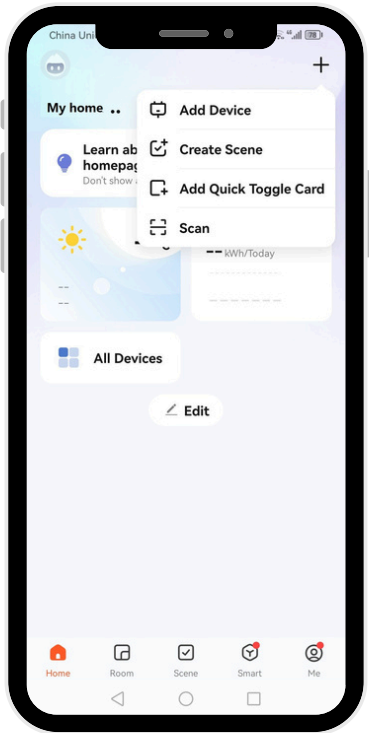 China Uni
78
My home ..
Add Device
Create Scene
Add Quick Toggle Card
Scan
Learn ab
homepag
Don't show
--
--
-- kWh/Today
All Devices
Edit
Home
Room
Scene
Smart
Me